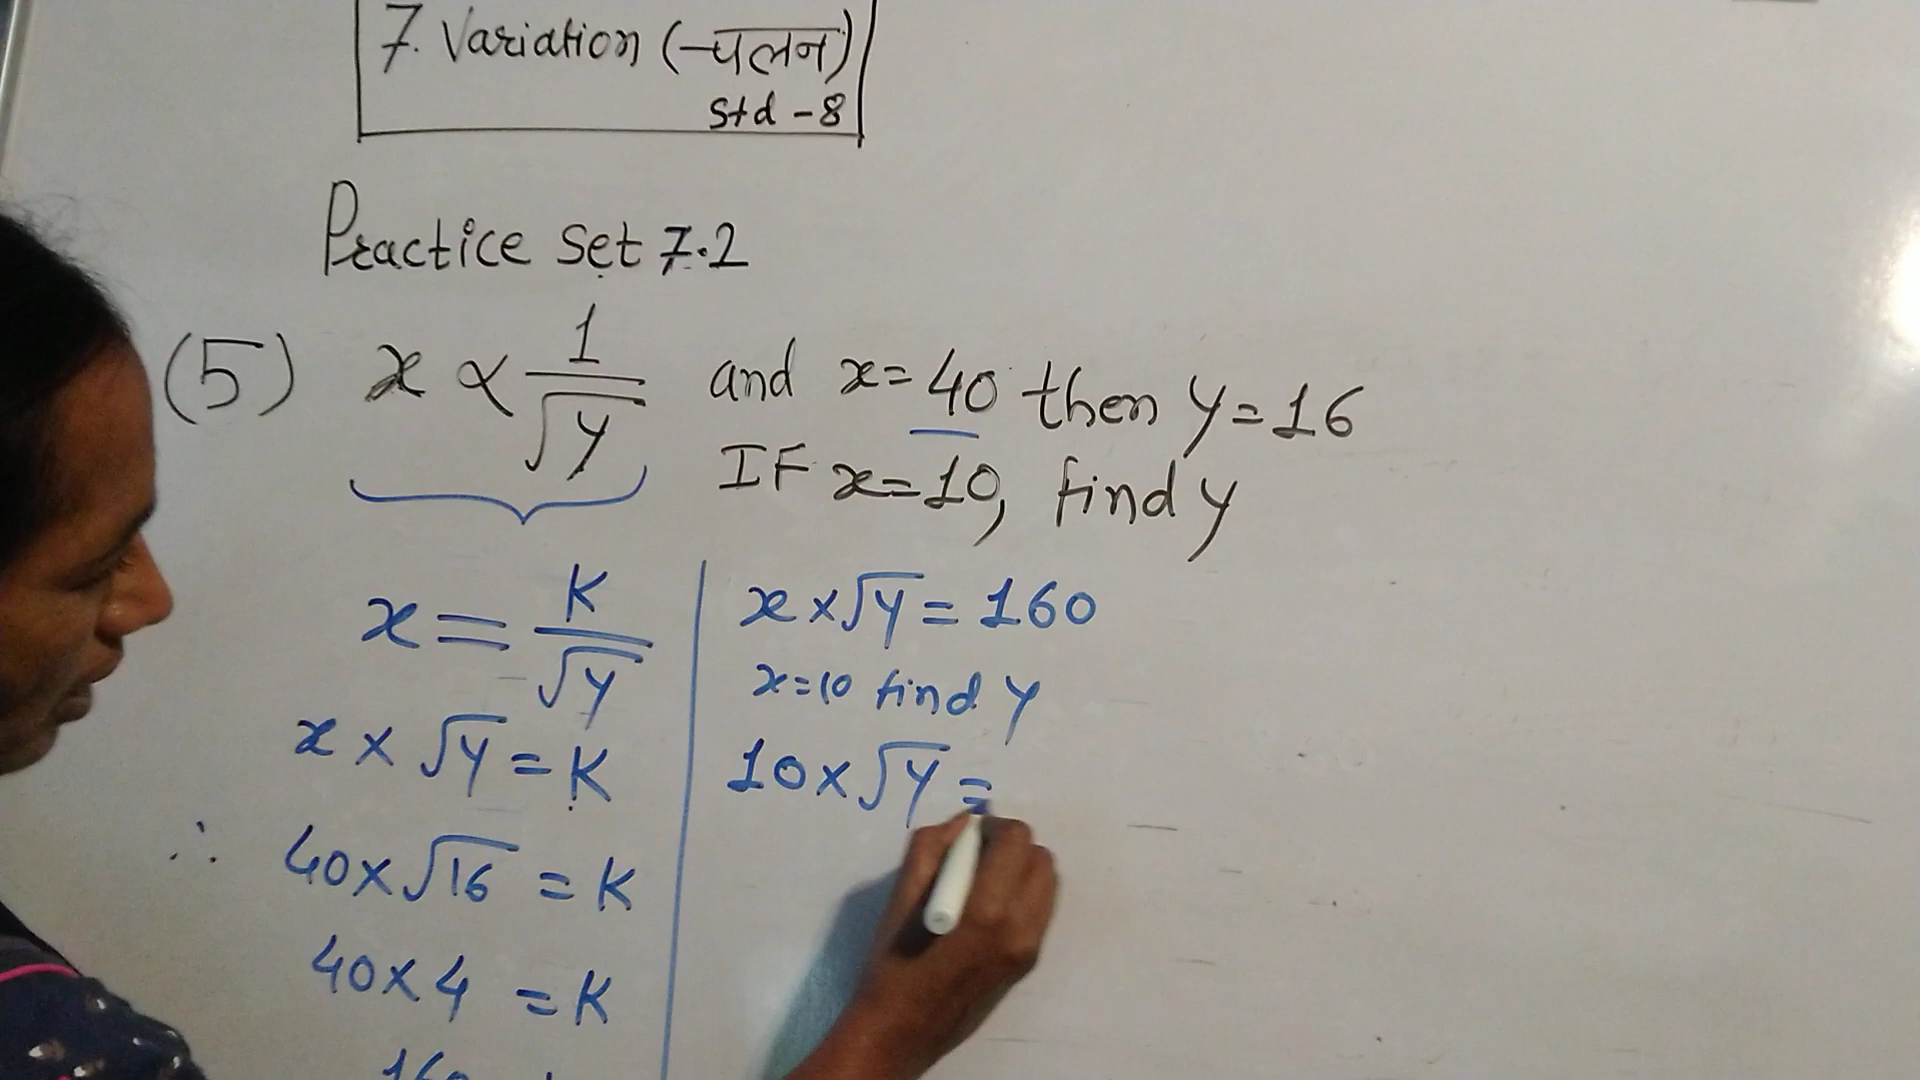 7. Variation (चलन)
Std - 8
Practice Set 7.2
(5) x ∝ 1/√y and x = 40 then y = 16
IF x = 10, find y
x = K/√y
x × √y = K
∴ 40 × √16 = K
40 × 4 = K
160
x × √y = 160
x = 10 find y
10 × √y =